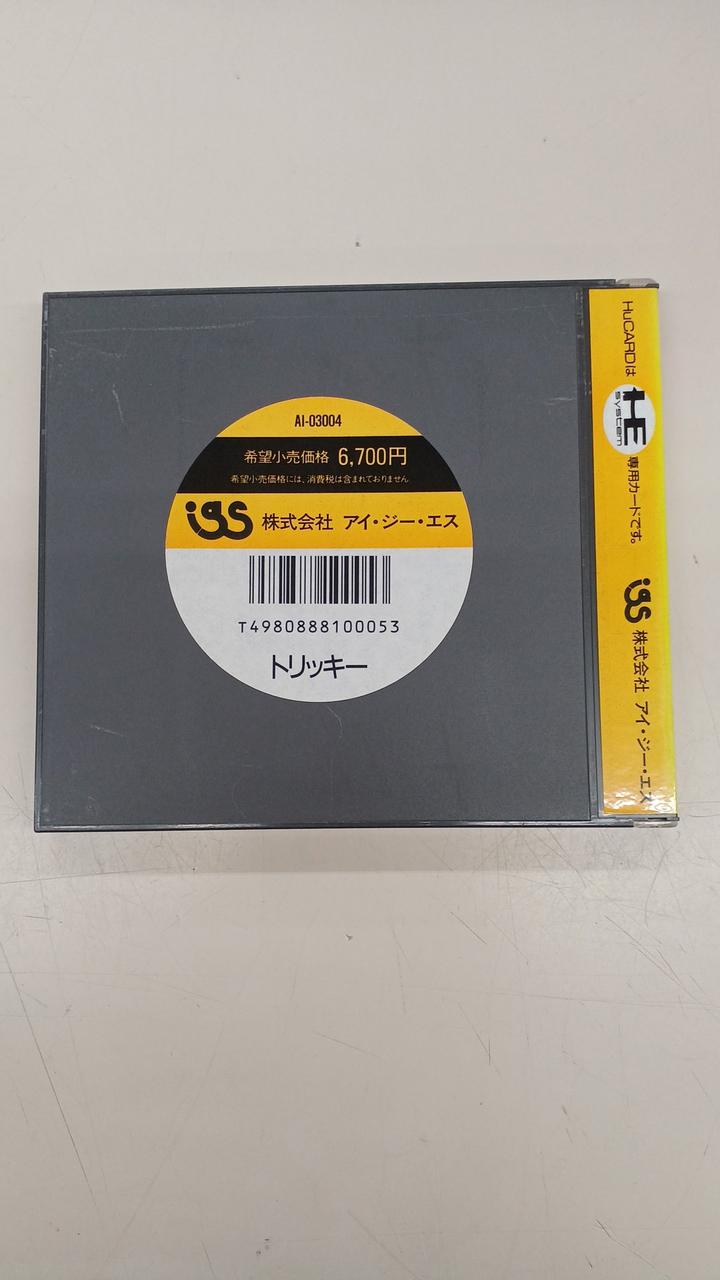 AI-03004
希望小売価格 6,700円
希望小売価格には、消費税は含まれておりません
igs 株式会社 アイ・ジー・エス
T4980888100053
トリッキー
HuCARDは HE system 専用カードです。 igs 株式会社 アイ・ジー・エス